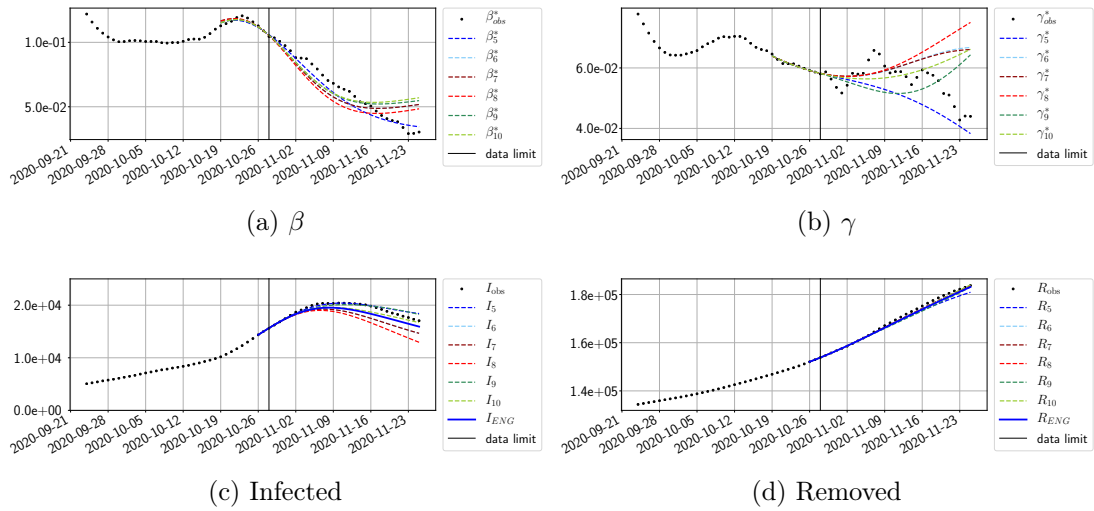 1.0e-01
5.0e-02
2020-09-21
2020-09-28
2020-10-05
2020-10-12
2020-10-19
2020-10-26
2020-11-02
2020-11-09
2020-11-16
2020-11-23
β*obs
β*5
β*6
β*7
β*8
β*9
β*10
data limit
(a) β
6.0e-02
4.0e-02
2020-09-21
2020-09-28
2020-10-05
2020-10-12
2020-10-19
2020-10-26
2020-11-02
2020-11-09
2020-11-16
2020-11-23
γ*obs
γ*5
γ*6
γ*7
γ*8
γ*9
γ*10
data limit
(b) γ
2.0e+04
1.0e+04
0.0e+00
2020-09-21
2020-09-28
2020-10-05
2020-10-12
2020-10-19
2020-10-26
2020-11-02
2020-11-09
2020-11-16
2020-11-23
Iobs
I5
I6
I7
I8
I9
I10
IENG
data limit
(c) Infected
1.8e+05
1.6e+05
1.4e+05
2020-09-21
2020-09-28
2020-10-05
2020-10-12
2020-10-19
2020-10-26
2020-11-02
2020-11-09
2020-11-16
2020-11-23
Robs
R5
R6
R7
R8
R9
R10
RENG
data limit
(d) Removed